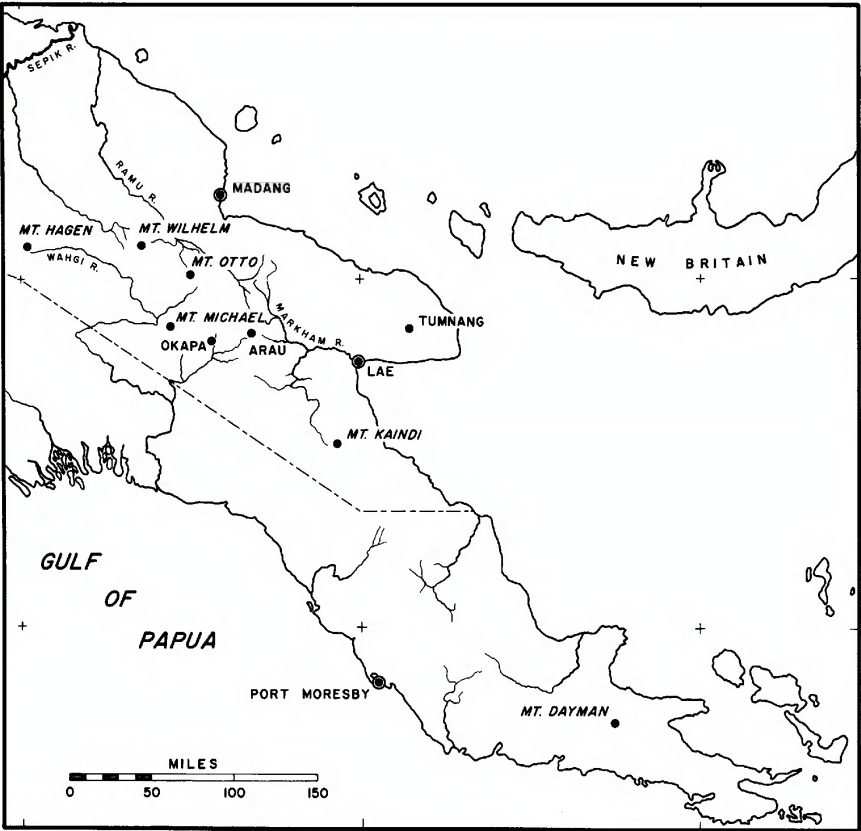 SEPIK R.
RAMU R.
MADANG
MT. HAGEN
MT. WILHELM
WAHGI R.
MT. OTTO
NEW BRITAIN
MT. MICHAEL
MARKHAM R.
TUMNANG
OKAPA
ARAU
LAE
MT. KAINDI
GULF
OF
PAPUA
PORT MORESBY
MT. DAYMAN
MILES
0 50 100 150